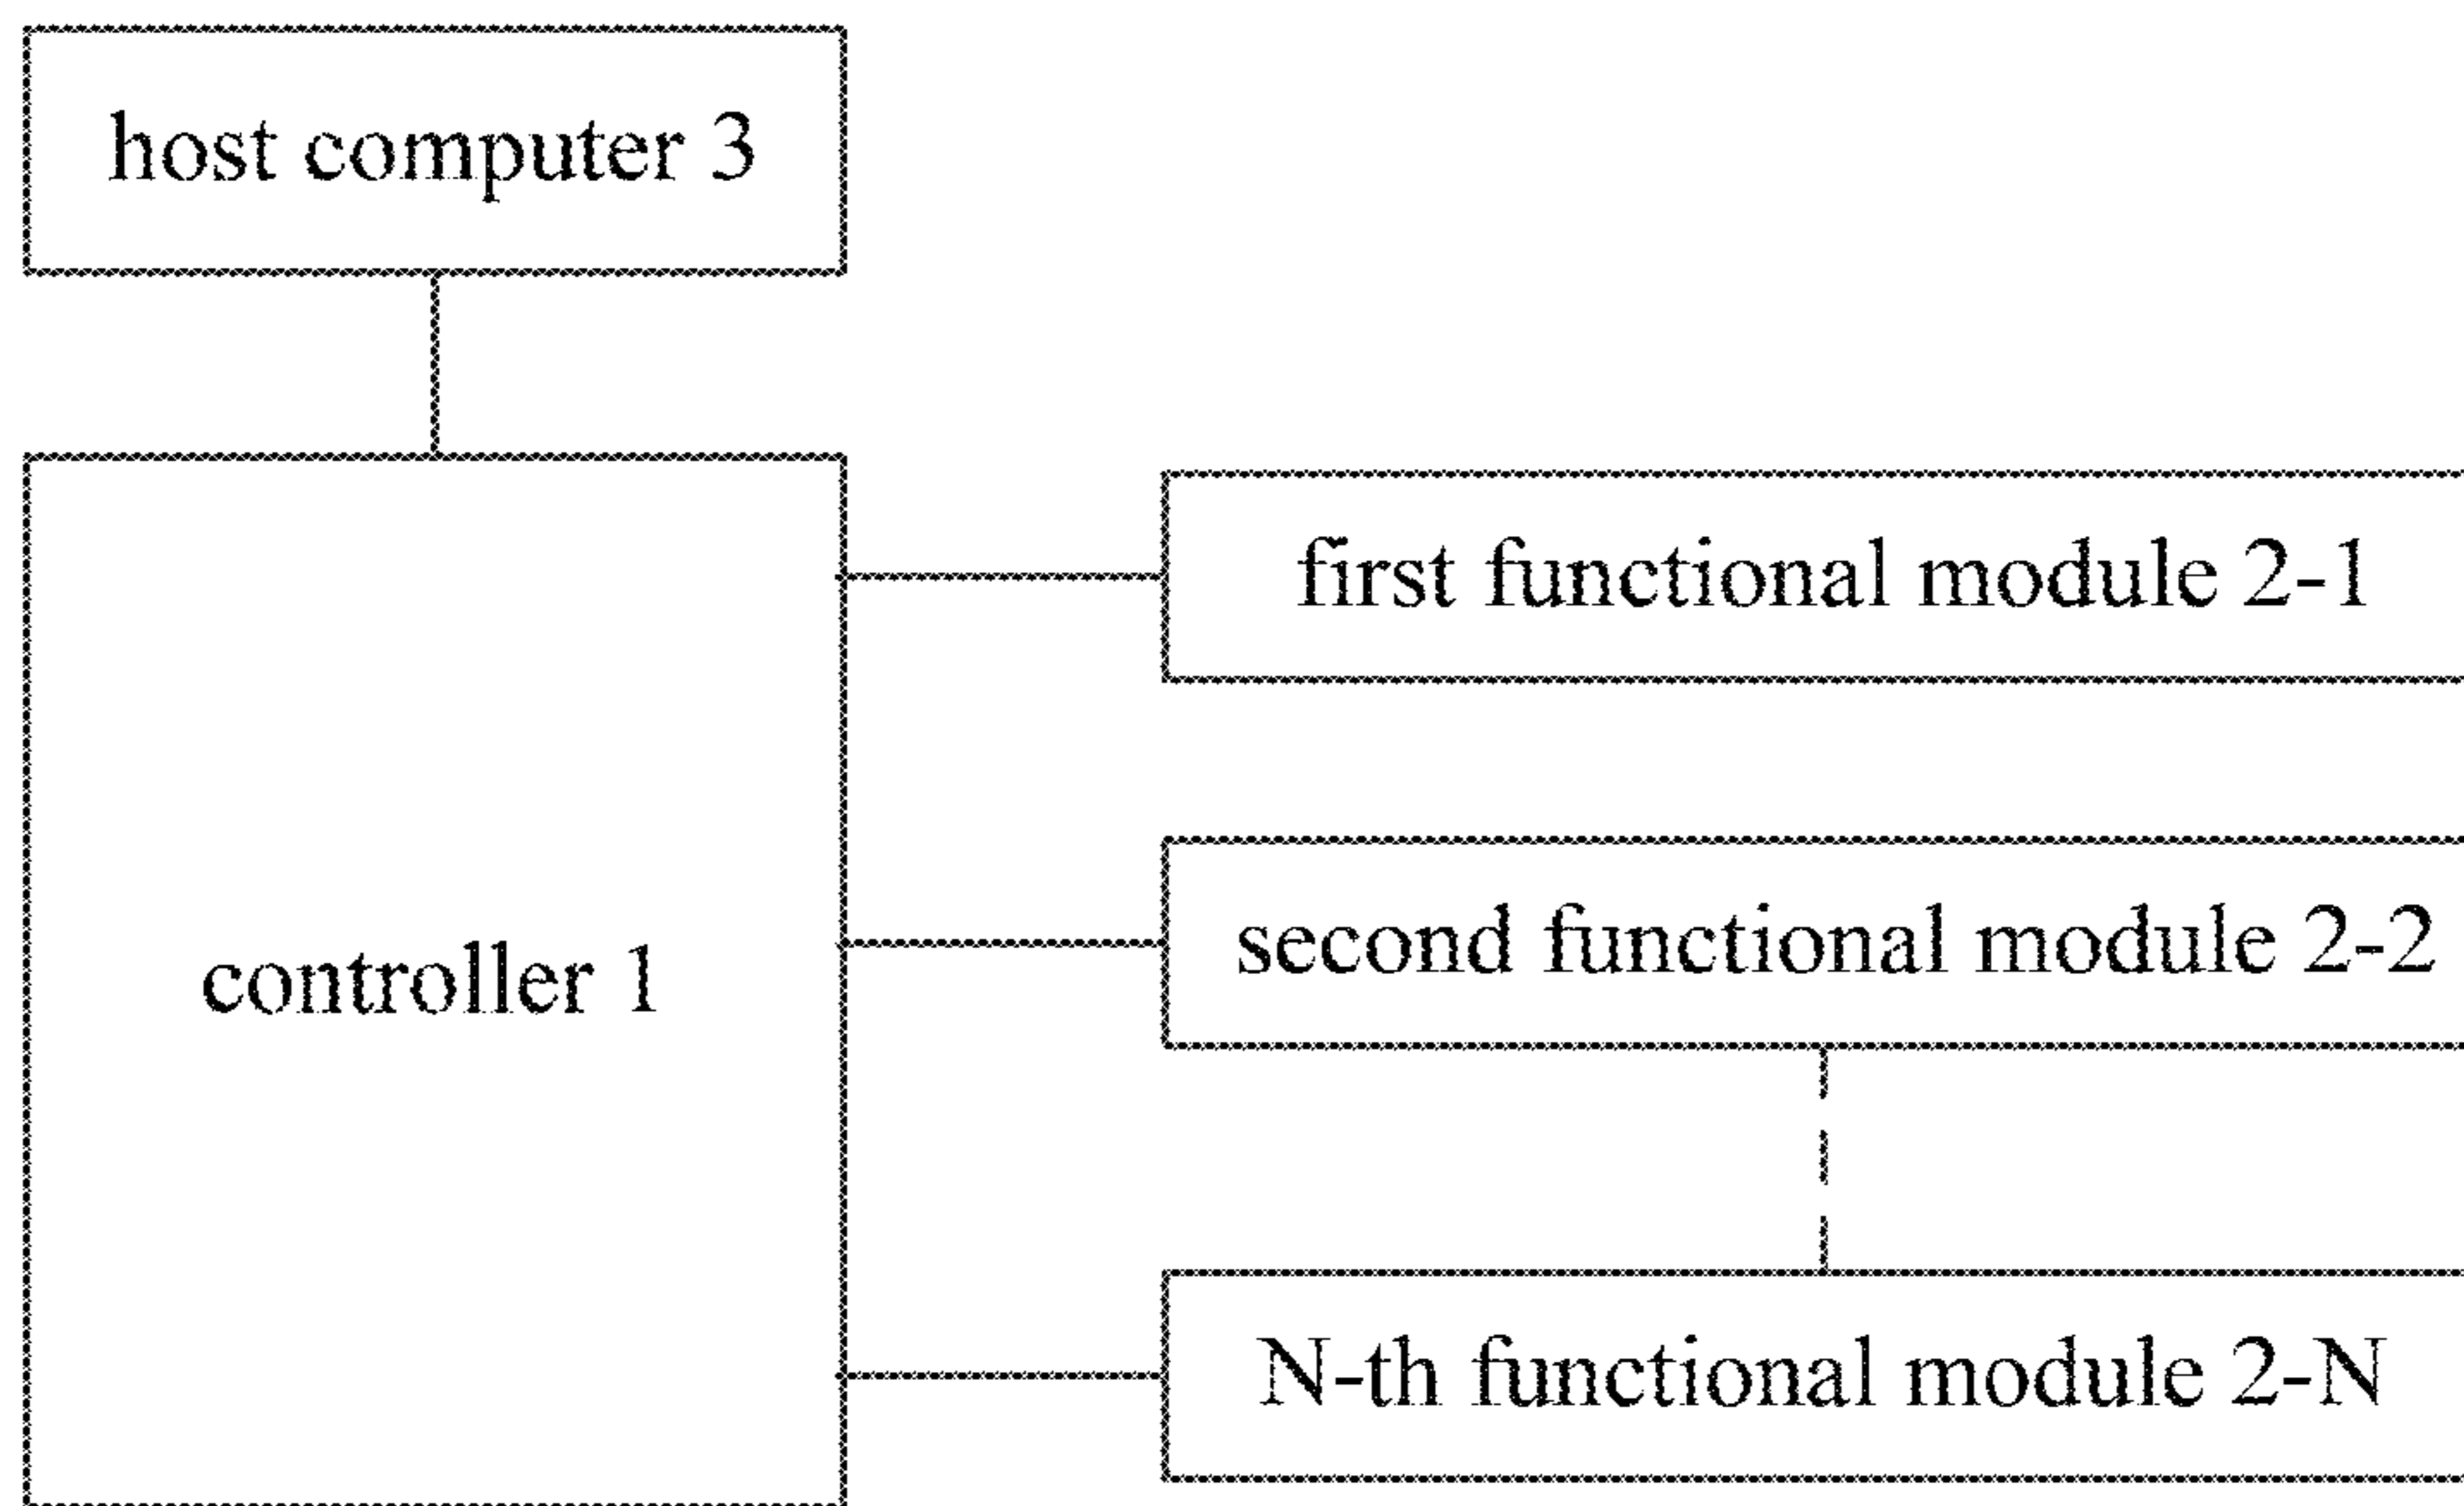 host computer 3
first functional module 2-1
second functional module 2-2
controller 1
N-th functional module 2-N